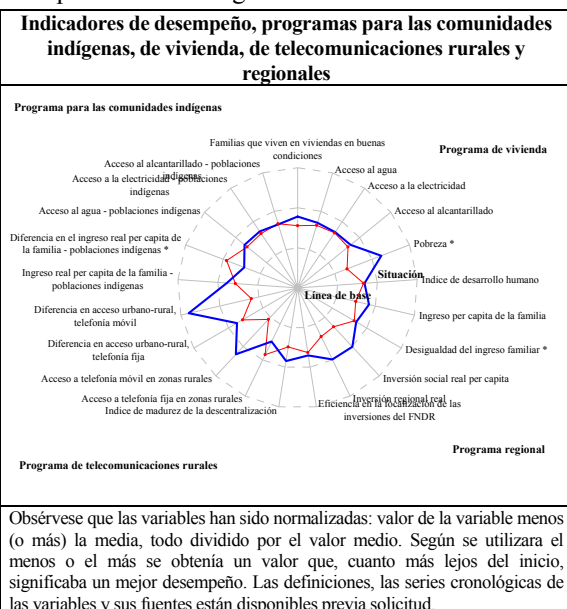 Indicadores de desempeño, programas para las comunidades
indígenas, de vivienda, de telecomunicaciones rurales y
regionales
Programa para las comunidades indígenas
Programa de vivienda
Familias que viven en viviendas en buenas
condiciones
Acceso al agua
Acceso a la electricidad
Acceso al alcantarillado
Pobreza *
Situación
Línea de base
Indice de desarrollo humano
Ingreso per capita de la familia
Desigualdad del ingreso familiar *
Inversión social real per capita
Inversión regional real
Eficiencia en la focalización de las
inversiones del FNDR
Indice de madurez de la descentralización
Acceso a telefonía fija en zonas rurales
Acceso a telefonía móvil en zonas rurales
Diferencia en acceso urbano-rural,
telefonía fija
Diferencia en acceso urbano-rural,
telefonía móvil
Ingreso real per capita de la familia -
poblaciones indígenas
Diferencia en el ingreso real per capita de
la familia - poblaciones indígenas *
Acceso al agua - poblaciones indígenas
Acceso a la electricidad - poblaciones
indígenas
Acceso al alcantarillado - poblaciones
indígenas
Programa regional
Programa de telecomunicaciones rurales
Obsérvese que las variables han sido normalizadas: valor de la variable menos
(o más) la media, todo dividido por el valor medio. Según se utilizara el
menos o el más se obtenía un valor que, cuanto más lejos del inicio,
significaba un mejor desempeño. Las definiciones, las series cronológicas de
las variables y sus fuentes están disponibles previa solicitud.